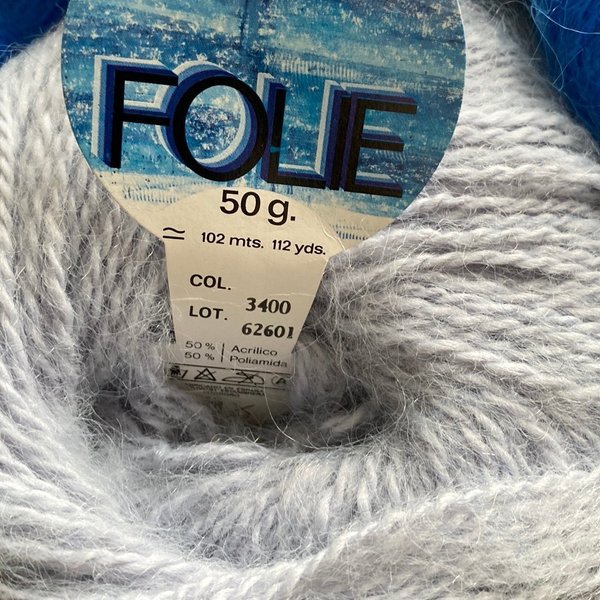 FOLIE
50 g.
≃ 102 mts. 112 yds.
COL. 3400
LOT. 62601
50 % | Acrilico
50 % | Poliamida
A